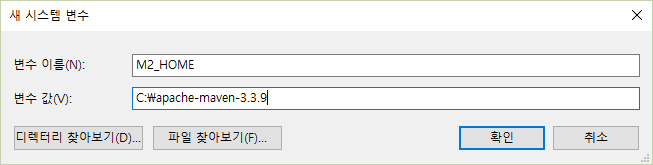 새 시스템 변수
변수 이름(N):
M2_HOME
변수 값(V):
C:₩apache-maven-3.3.9
디렉터리 찾아보기(D)...
파일 찾아보기(F)...
확인
취소